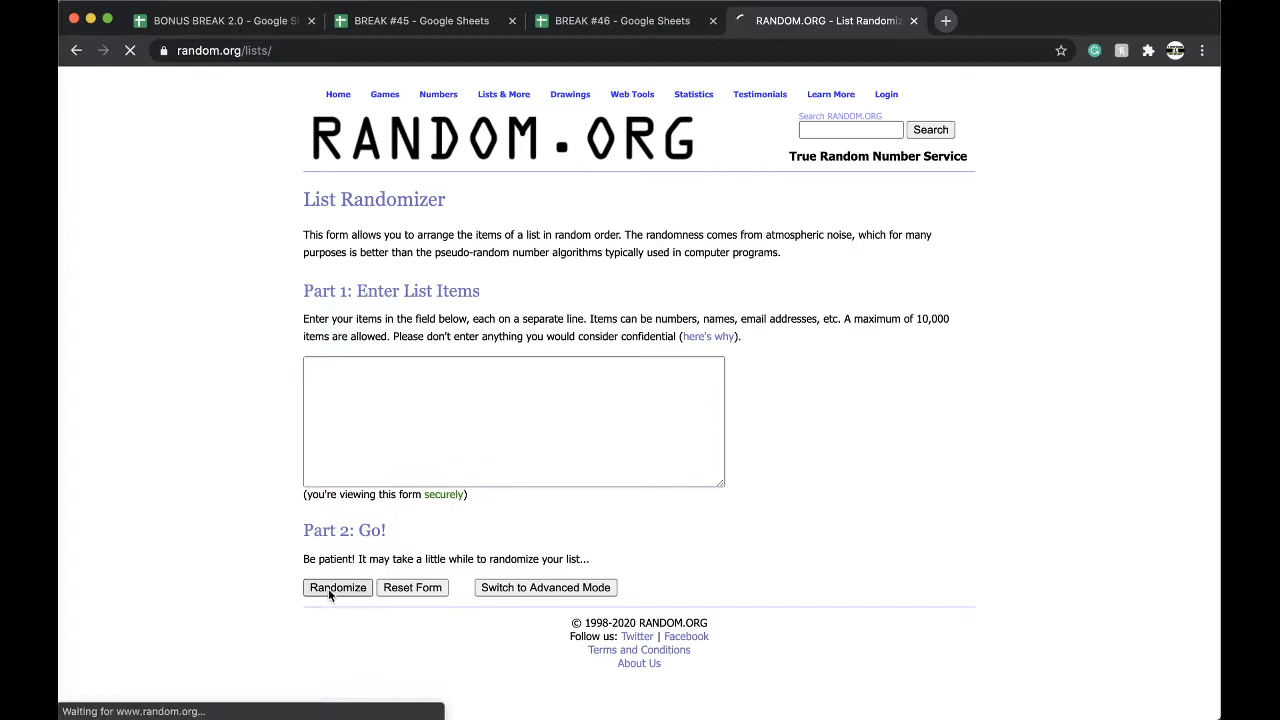 BONUS BREAK 2.0 - Google S
BREAK #45 - Google Sheets
BREAK #46 - Google Sheets
RANDOM.ORG - List Randomiz
random.org/lists/
Home Games Numbers Lists & More Drawings Web Tools Statistics Testimonials Learn More Login
RANDOM.ORG
Search RANDOM.ORG
Search
True Random Number Service
List Randomizer
This form allows you to arrange the items of a list in random order. The randomness comes from atmospheric noise, which for many
purposes is better than the pseudo-random number algorithms typically used in computer programs.
Part 1: Enter List Items
Enter your items in the field below, each on a separate line. Items can be numbers, names, email addresses, etc. A maximum of 10,000
items are allowed. Please don't enter anything you would consider confidential (here's why).
(you're viewing this form securely)
Part 2: Go!
Be patient! It may take a little while to randomize your list...
Randomize Reset Form Switch to Advanced Mode
© 1998-2020 RANDOM.ORG
Follow us: Twitter | Facebook
Terms and Conditions
About Us
Waiting for www.random.org...